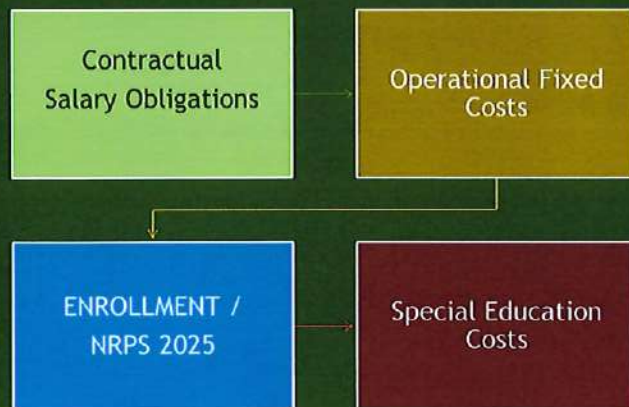 Contractual
Salary Obligations
Operational Fixed
Costs
ENROLLMENT /
NRPS 2025
Special Education
Costs